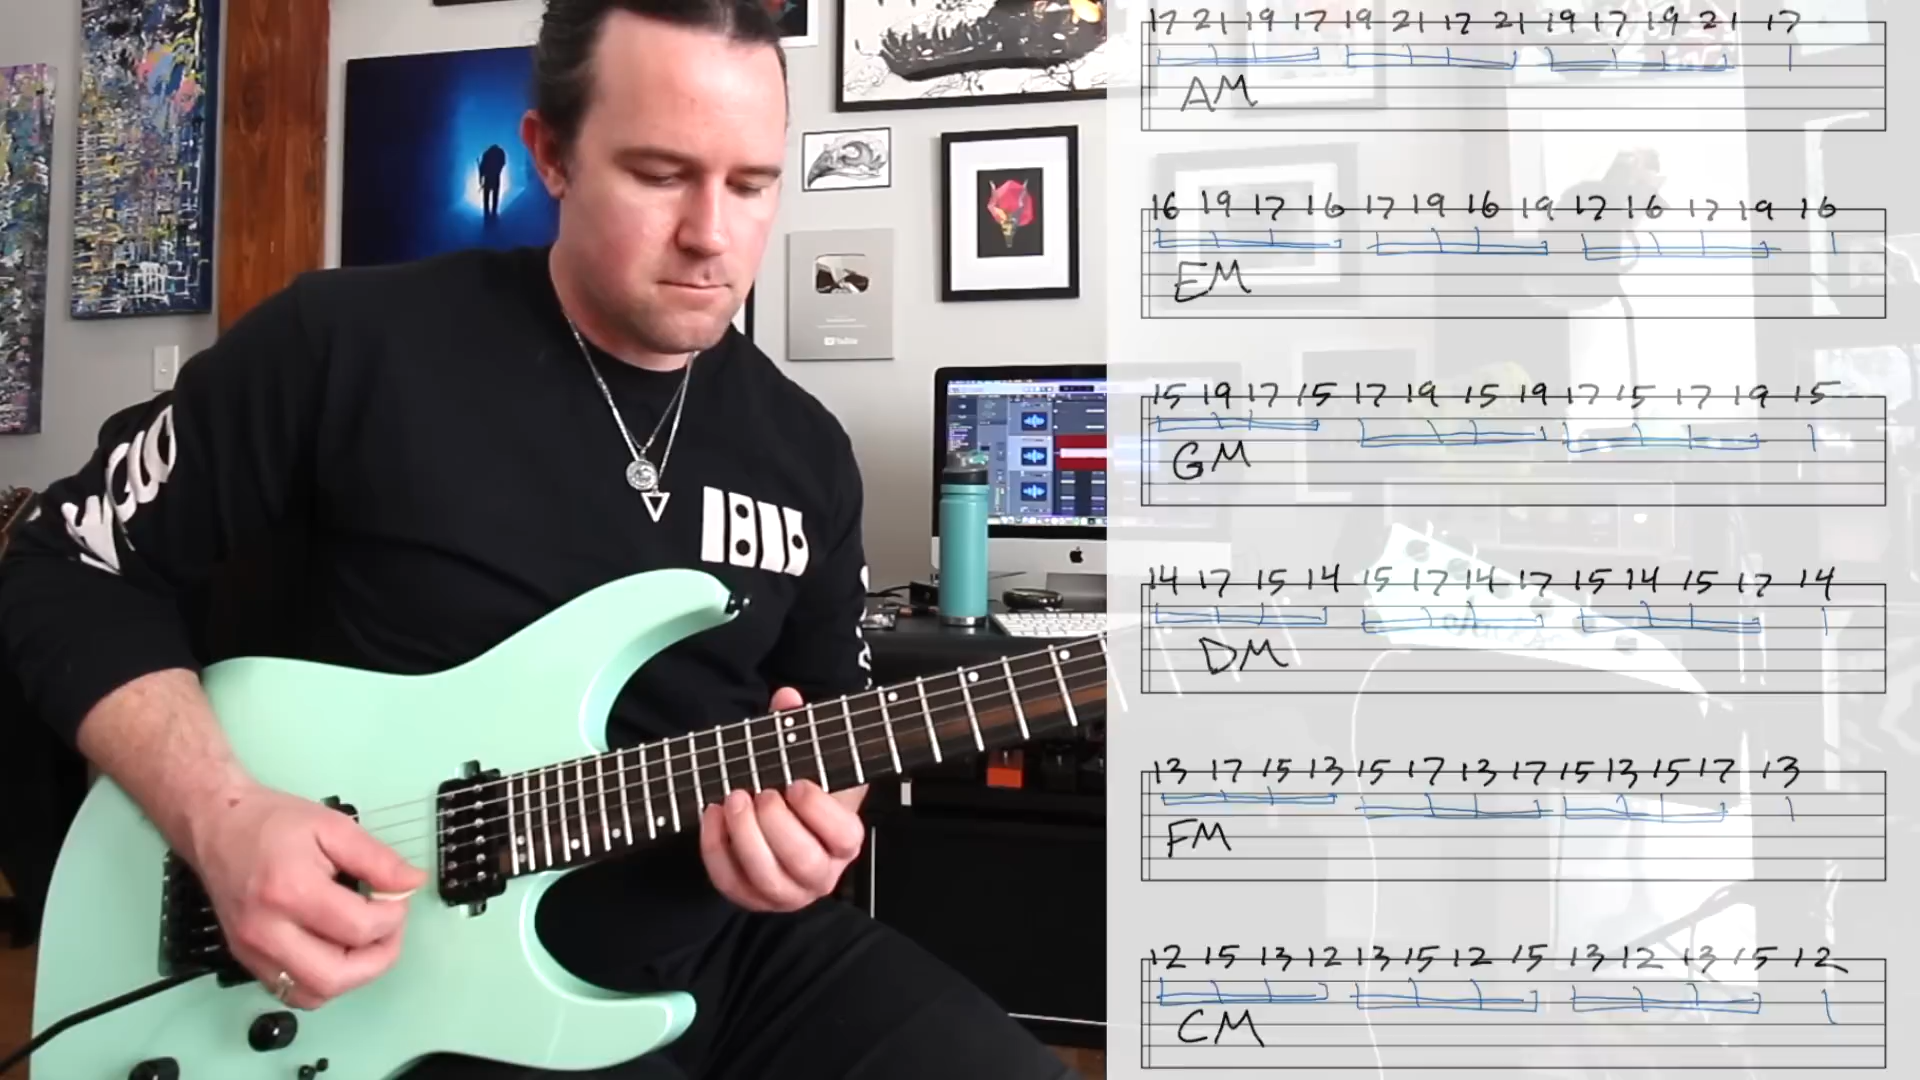 17 21 19 17 19 21 17 21 19 17 19 21 17
AM
16 19 17 16 17 19 16 19 17 16 17 19 16
EM
15 19 17 15 17 19 15 19 17 15 17 19 15
GM
14 17 15 14 15 17 14 17 15 14 15 17 14
DM
13 17 15 13 15 17 13 17 15 13 15 17 13
FM
12 15 13 12 13 15 12 15 13 12 13 15 12
CM
YouTube